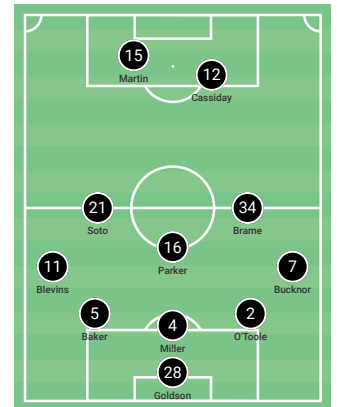 15
Martin
12
Cassiday
21
Soto
34
Brame
16
Parker
11
Blevins
7
Bucknor
5
Baker
4
Miller
2
O'Toole
28
Goldson